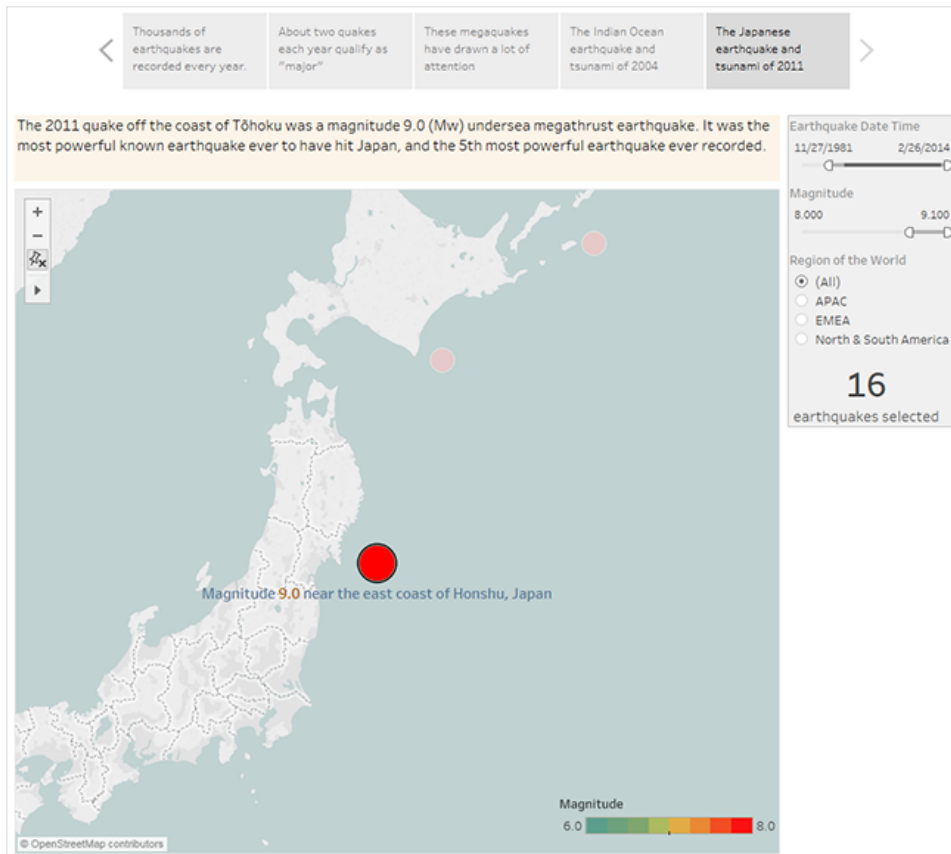 Thousands of
earthquakes are
recorded every year.
About two quakes
each year qualify as
"major"
These megaquakes
have drawn a lot of
attention
The Indian Ocean
earthquake and
tsunami of 2004
The Japanese
earthquake and
tsunami of 2011
The 2011 quake off the coast of Tōhoku was a magnitude 9.0 (Mw) undersea megathrust earthquake. It was the
most powerful known earthquake ever to have hit Japan, and the 5th most powerful earthquake ever recorded.
Earthquake Date Time
11/27/1981 2/26/2014
Magnitude
8.000 9.100
Region of the World
(All)
APAC
EMEA
North & South America
16
earthquakes selected
Magnitude 9.0 near the east coast of Honshu, Japan
Magnitude
6.0 8.0
© OpenStreetMap contributors